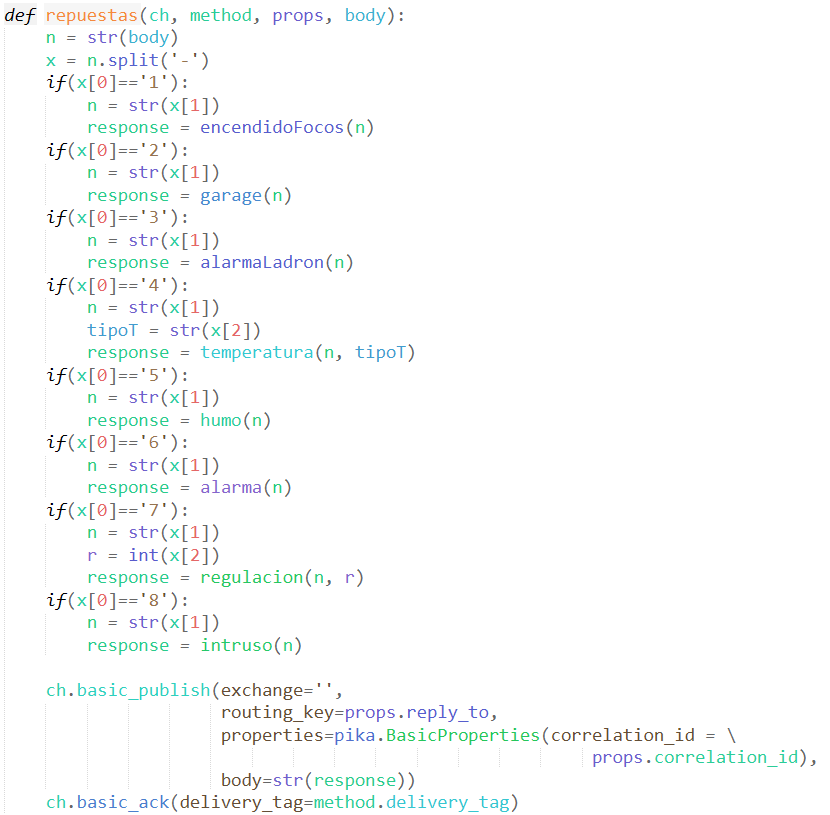 def repuestas(ch, method, props, body):
    n = str(body)
    x = n.split('-')
    if(x[0]=='1'):
        n = str(x[1])
        response = encendidoFocos(n)
    if(x[0]=='2'):
        n = str(x[1])
        response = garage(n)
    if(x[0]=='3'):
        n = str(x[1])
        response = alarmaLadron(n)
    if(x[0]=='4'):
        n = str(x[1])
        tipoT = str(x[2])
        response = temperatura(n, tipoT)
    if(x[0]=='5'):
        n = str(x[1])
        response = humo(n)
    if(x[0]=='6'):
        n = str(x[1])
        response = alarma(n)
    if(x[0]=='7'):
        n = str(x[1])
        r = int(x[2])
        response = regulacion(n, r)
    if(x[0]=='8'):
        n = str(x[1])
        response = intruso(n)

    ch.basic_publish(exchange='',
                     routing_key=props.reply_to,
                     properties=pika.BasicProperties(correlation_id = \
                                                         props.correlation_id),
                     body=str(response))
    ch.basic_ack(delivery_tag=method.delivery_tag)